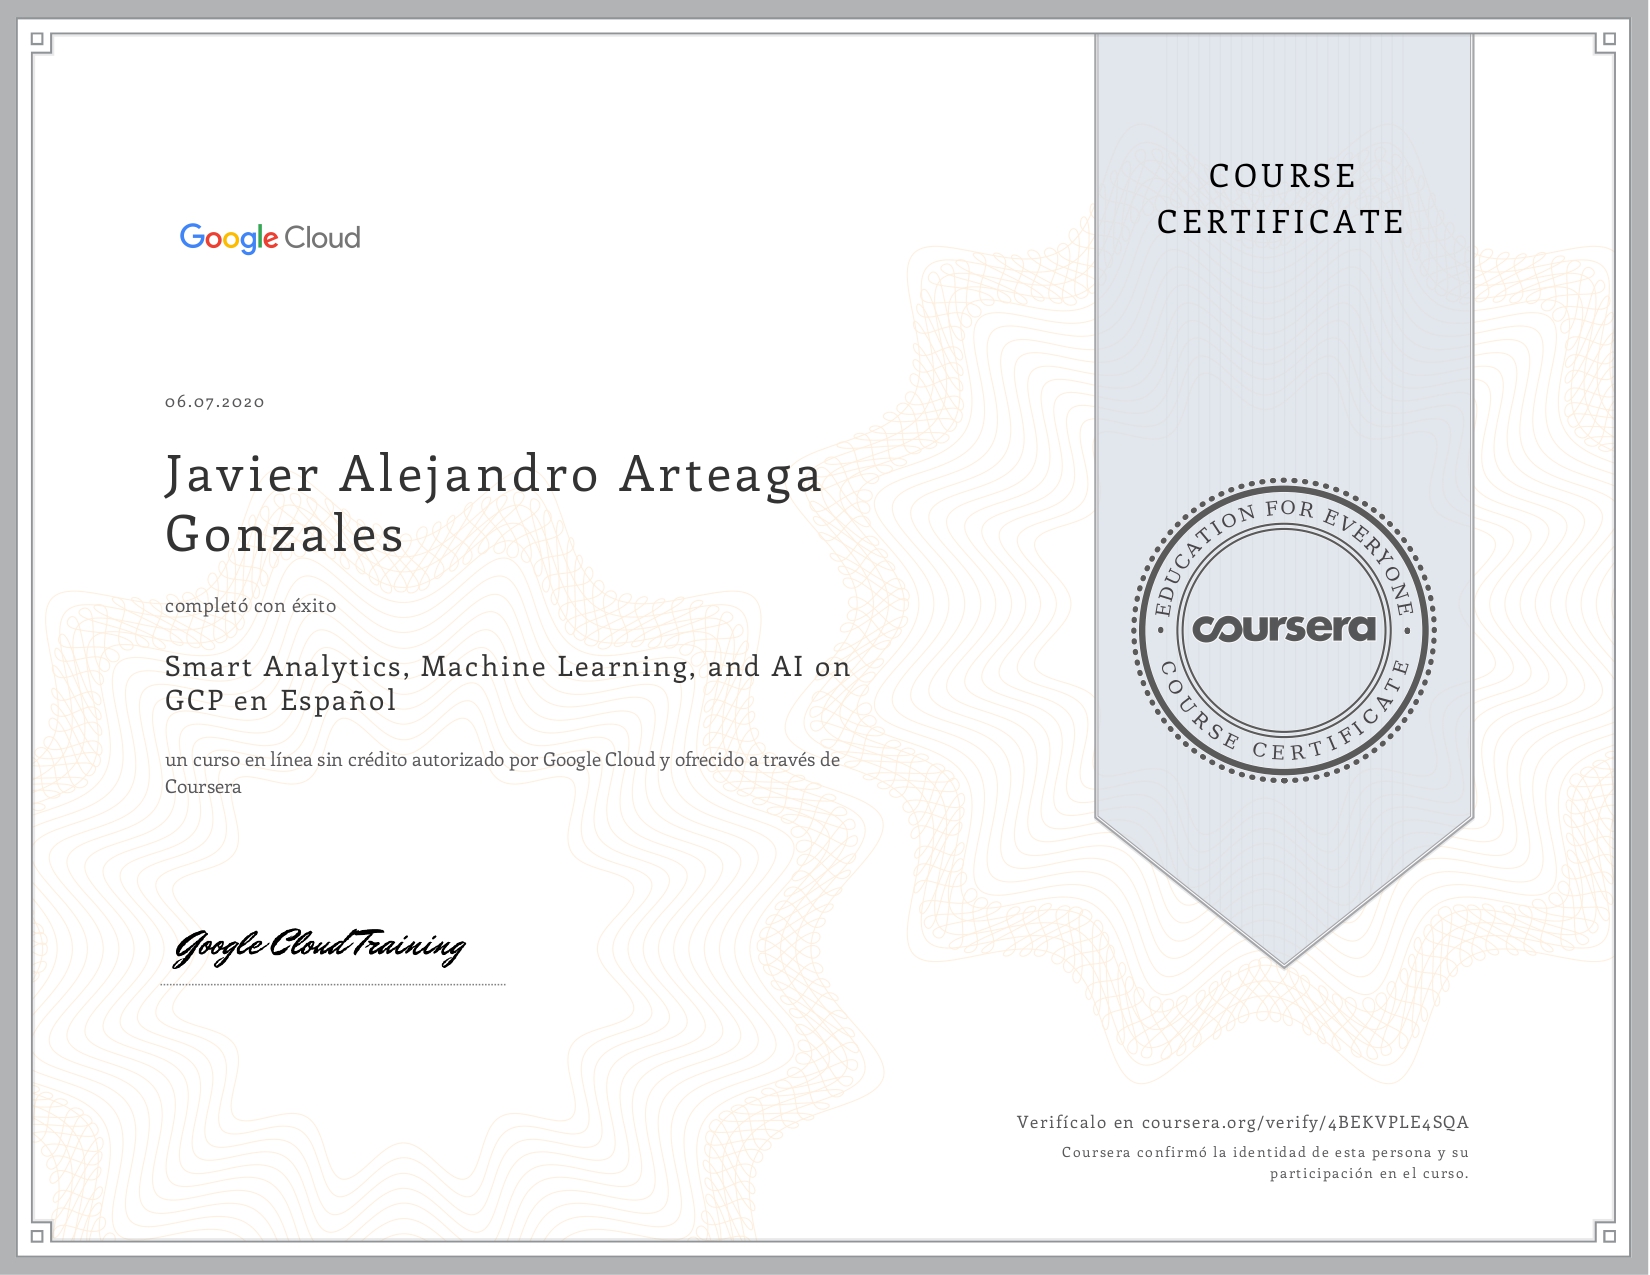 COURSE
CERTIFICATE
Google Cloud
06.07.2020
Javier Alejandro Arteaga
Gonzales
completó con éxito
Smart Analytics, Machine Learning, and AI on
GCP en Español
un curso en línea sin crédito autorizado por Google Cloud y ofrecido a través de
Coursera
EDUCATION FOR EVERYONE
coursera
COURSE CERTIFICATE
Google Cloud Training
Verifícalo en coursera.org/verify/4BEKVPLE4SQA
Coursera confirmó la identidad de esta persona y su
participación en el curso.